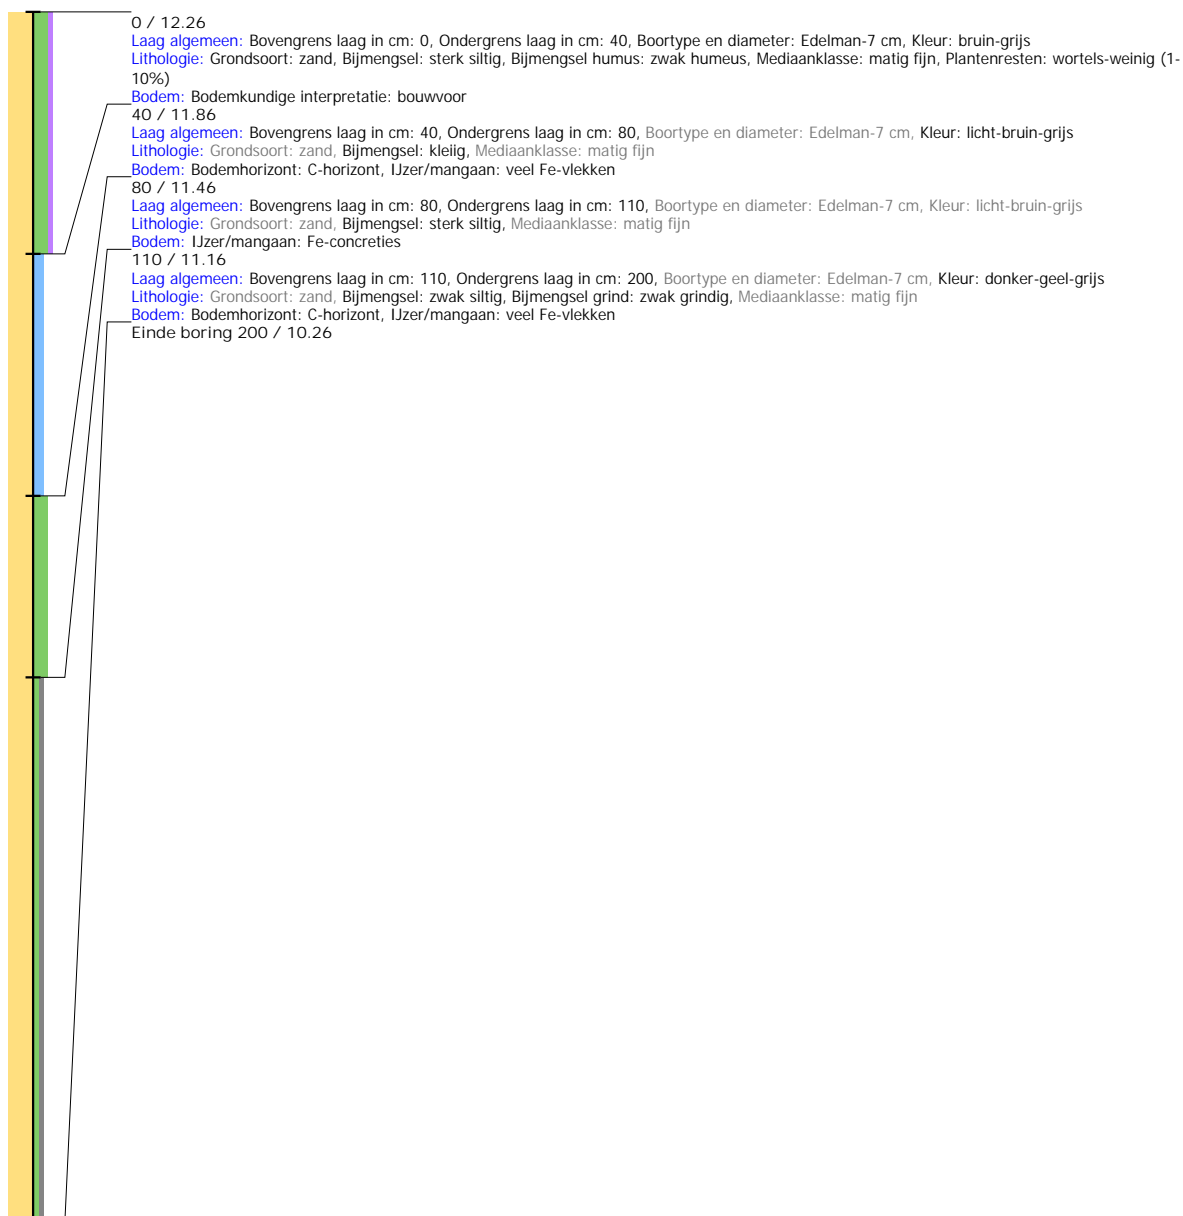 0 / 12.26
Laag algemeen: Bovengrens laag in cm: 0, Ondergrens laag in cm: 40, Boortype en diameter: Edelman-7 cm, Kleur: bruin-grijs
Lithologie: Grondsoort: zand, Bijmengsel: sterk siltig, Bijmengsel humus: zwak humeus, Mediaanklasse: matig fijn, Plantenresten: wortels-weinig (1-
10%)
Bodem: Bodemkundige interpretatie: bouwvoor
40 / 11.86
Laag algemeen: Bovengrens laag in cm: 40, Ondergrens laag in cm: 80, Boortype en diameter: Edelman-7 cm, Kleur: licht-bruin-grijs
Lithologie: Grondsoort: zand, Bijmengsel: kleiig, Mediaanklasse: matig fijn
Bodem: Bodemhorizont: C-horizont, IJzer/mangaan: veel Fe-vlekken
80 / 11.46
Laag algemeen: Bovengrens laag in cm: 80, Ondergrens laag in cm: 110, Boortype en diameter: Edelman-7 cm, Kleur: licht-bruin-grijs
Lithologie: Grondsoort: zand, Bijmengsel: sterk siltig, Mediaanklasse: matig fijn
Bodem: IJzer/mangaan: Fe-concreties
110 / 11.16
Laag algemeen: Bovengrens laag in cm: 110, Ondergrens laag in cm: 200, Boortype en diameter: Edelman-7 cm, Kleur: donker-geel-grijs
Lithologie: Grondsoort: zand, Bijmengsel: zwak siltig, Bijmengsel grind: zwak grindig, Mediaanklasse: matig fijn
Bodem: Bodemhorizont: C-horizont, IJzer/mangaan: veel Fe-vlekken
Einde boring 200 / 10.26